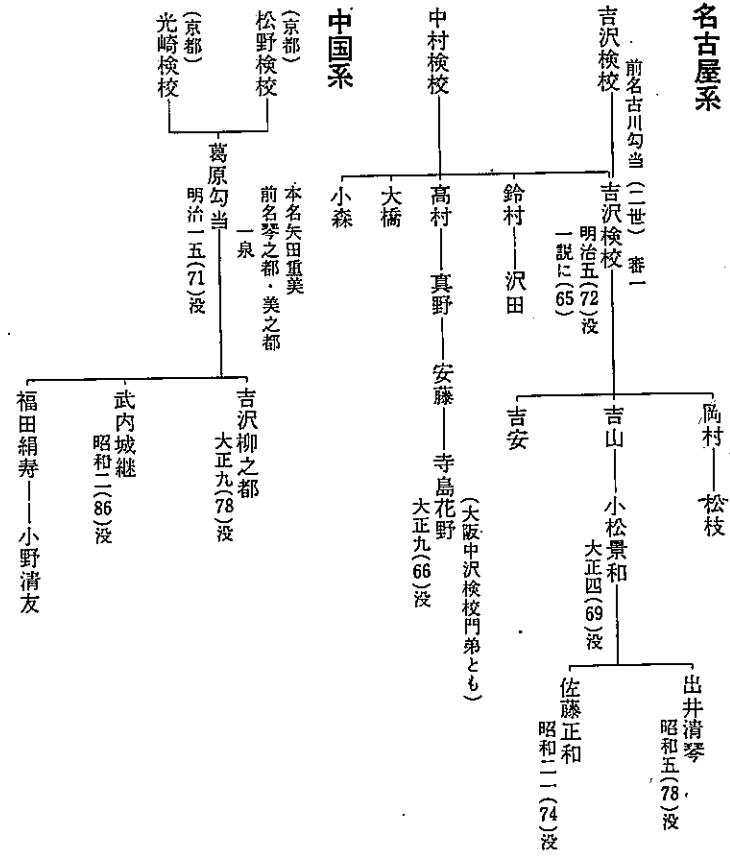 名古屋系
吉沢検校
前名古川勾当
(二世)　審一
吉沢検校
明治五(72)没
一説に(65)
岡村
松枝
吉山
小松景和
大正四(69)没
出井清琴
昭和五(78)没
佐藤正和
昭和二一(74)没
吉安
中村検校
鈴村
沢田
高村
真野
安藤
寺島花野
(大阪中沢検校門弟とも)
大正九(66)没
大橋
小森
中国系
(京都)
松野検校
(京都)
光崎検校
葛原勾当
本名矢田重美
前名琴之都・美之都
一泉
明治一五(71)没
吉沢柳之都
大正九(78)没
武内城継
昭和二(86)没
福田絹寿
小野清友